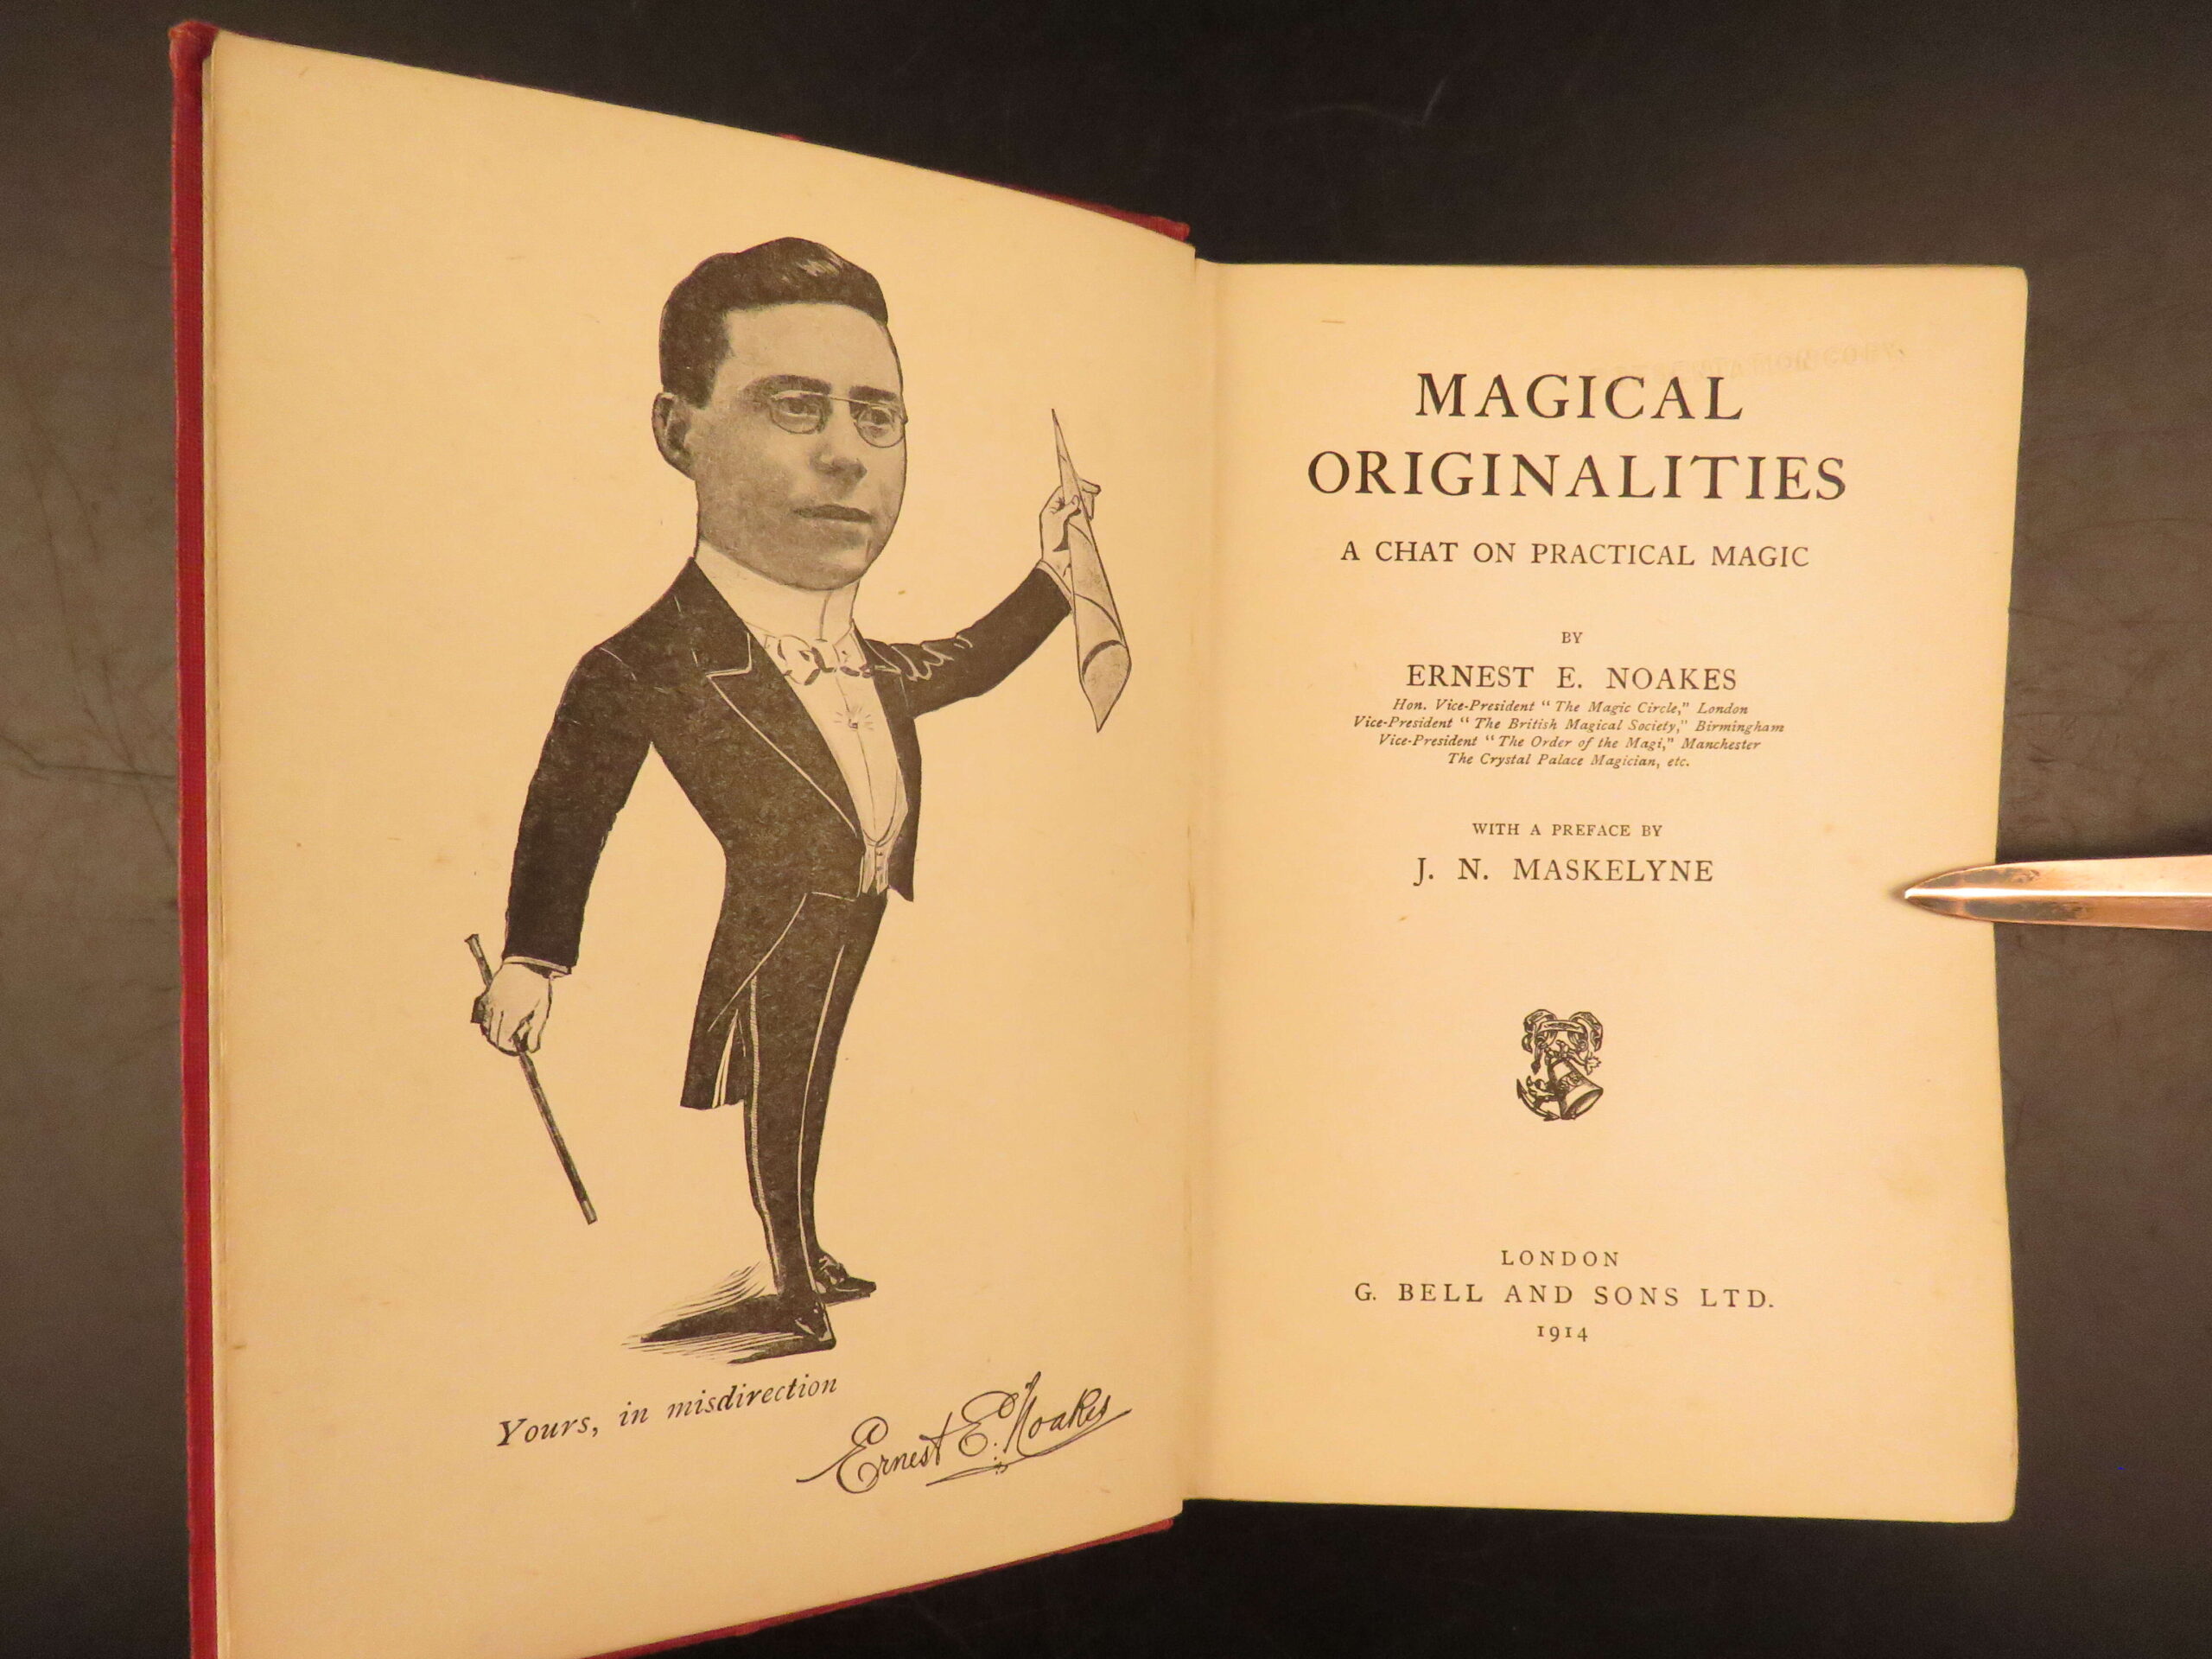 Yours, in misdirection
Ernest E. Noakes
MAGICAL
ORIGINALITIES
A CHAT ON PRACTICAL MAGIC
BY
ERNEST E. NOAKES
Hon. Vice-President “ The Magic Circle,” London
Vice-President “ The British Magical Society,” Birmingham
Vice-President “ The Order of the Magi,” Manchester
The Crystal Palace Magician, etc.
WITH A PREFACE BY
J. N. MASKELYNE
LONDON
G. BELL AND SONS LTD.
1914